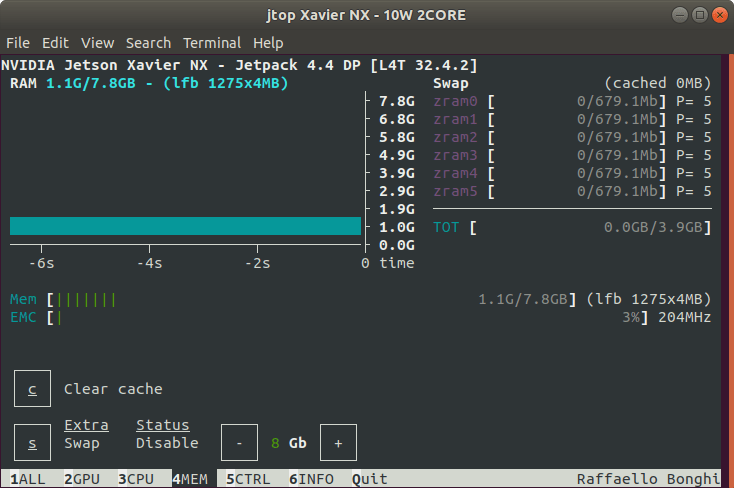 jtop Xavier NX - 10W 2CORE
File Edit View Search Terminal Help
NVIDIA Jetson Xavier NX - Jetpack 4.4 DP [L4T 32.4.2]
RAM 1.1G/7.8GB - (lfb 1275x4MB) Swap (cached 0MB)
7.8G zram0 [ 0/679.1Mb] P= 5
6.8G zram1 [ 0/679.1Mb] P= 5
5.8G zram2 [ 0/679.1Mb] P= 5
4.9G zram3 [ 0/679.1Mb] P= 5
3.9G zram4 [ 0/679.1Mb] P= 5
2.9G zram5 [ 0/679.1Mb] P= 5
1.9G
1.0G TOT [ 0.0GB/3.9GB]
0.0G
-6s -4s -2s 0 time
Mem [||||||| 1.1G/7.8GB] (lfb 1275x4MB)
EMC [| 3%] 204MHz
c Clear cache
Extra Status
s Swap Disable - 8 Gb +
1ALL 2GPU 3CPU 4MEM 5CTRL 6INFO Quit Raffaello Bonghi